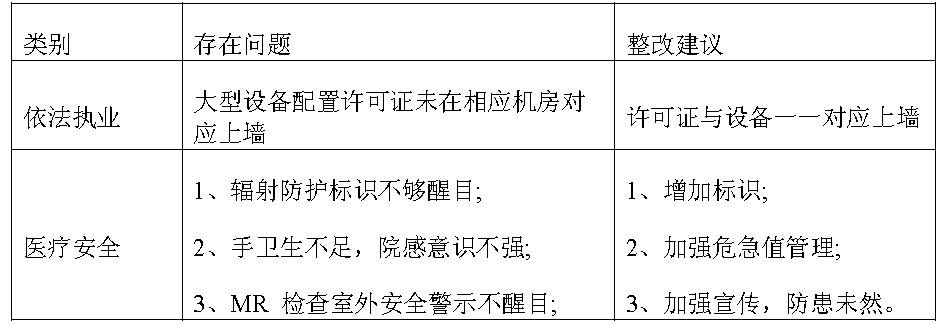 类别 存在问题 整改建议
依法执业 大型设备配置许可证未在相应机房对应上墙 许可证与设备一一对应上墙
医疗安全
1、辐射防护标识不够醒目; 1、增加标识;
2、手卫生不足，院感意识不强; 2、加强危急值管理;
3、MR 检查室外安全警示不醒目; 3、加强宣传，防患未然。